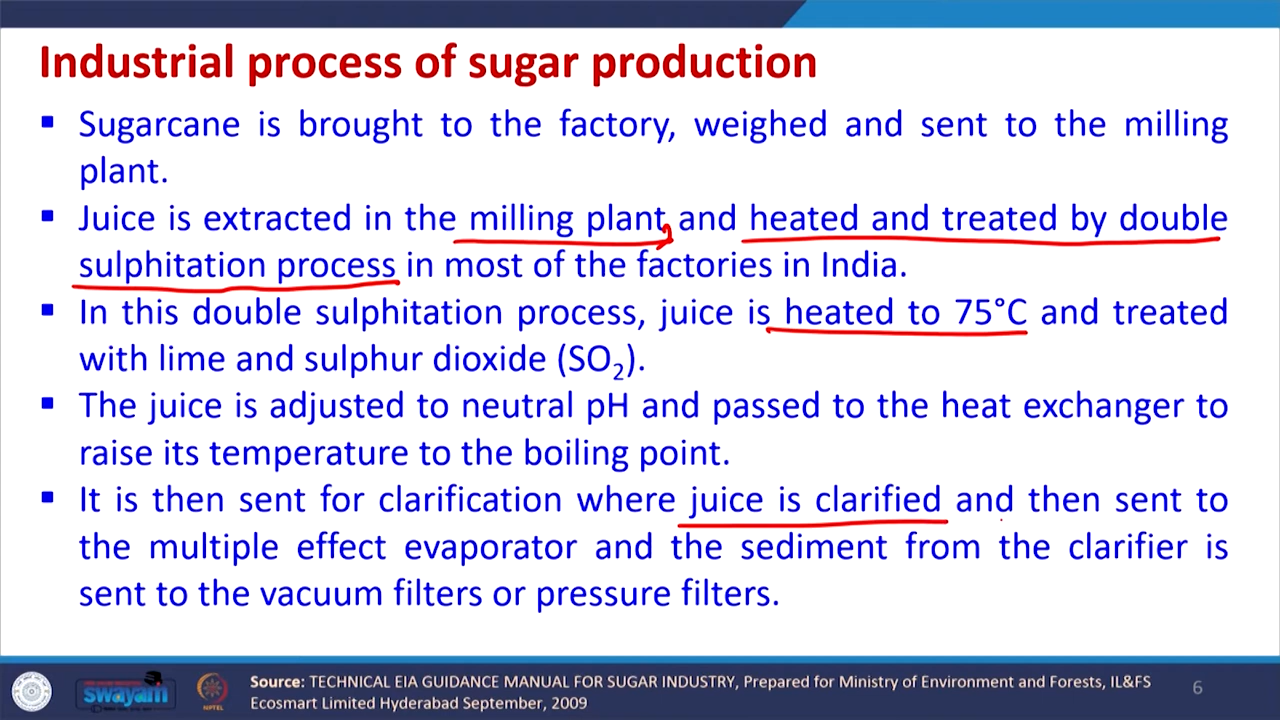 Industrial process of sugar production
▪ Sugarcane is brought to the factory, weighed and sent to the milling
plant.
▪ Juice is extracted in the milling plant, and heated and treated by double
sulphitation process in most of the factories in India.
▪ In this double sulphitation process, juice is heated to 75°C and treated
with lime and sulphur dioxide (SO₂).
▪ The juice is adjusted to neutral pH and passed to the heat exchanger to
raise its temperature to the boiling point.
▪ It is then sent for clarification where juice is clarified and then sent to
the multiple effect evaporator and the sediment from the clarifier is
sent to the vacuum filters or pressure filters.
swayam
NPTEL
Source: TECHNICAL EIA GUIDANCE MANUAL FOR SUGAR INDUSTRY, Prepared for Ministry of Environment and Forests, IL&FS
Ecosmart Limited Hyderabad September, 2009
6